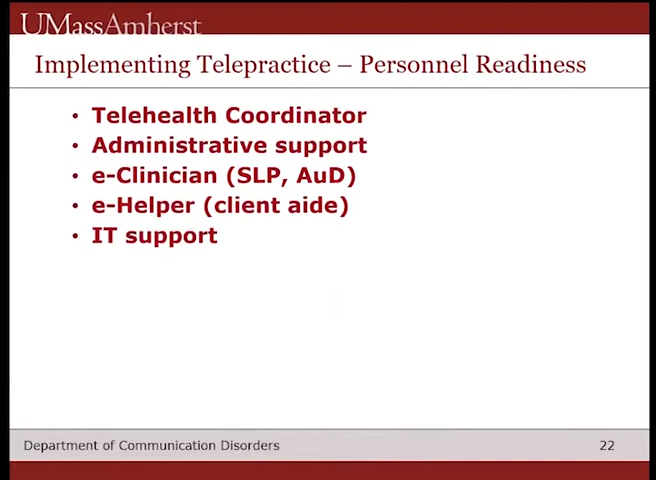 UMassAmherst
Implementing Telepractice – Personnel Readiness
• Telehealth Coordinator
• Administrative support
• e-Clinician (SLP, AuD)
• e-Helper (client aide)
• IT support
Department of Communication Disorders
22